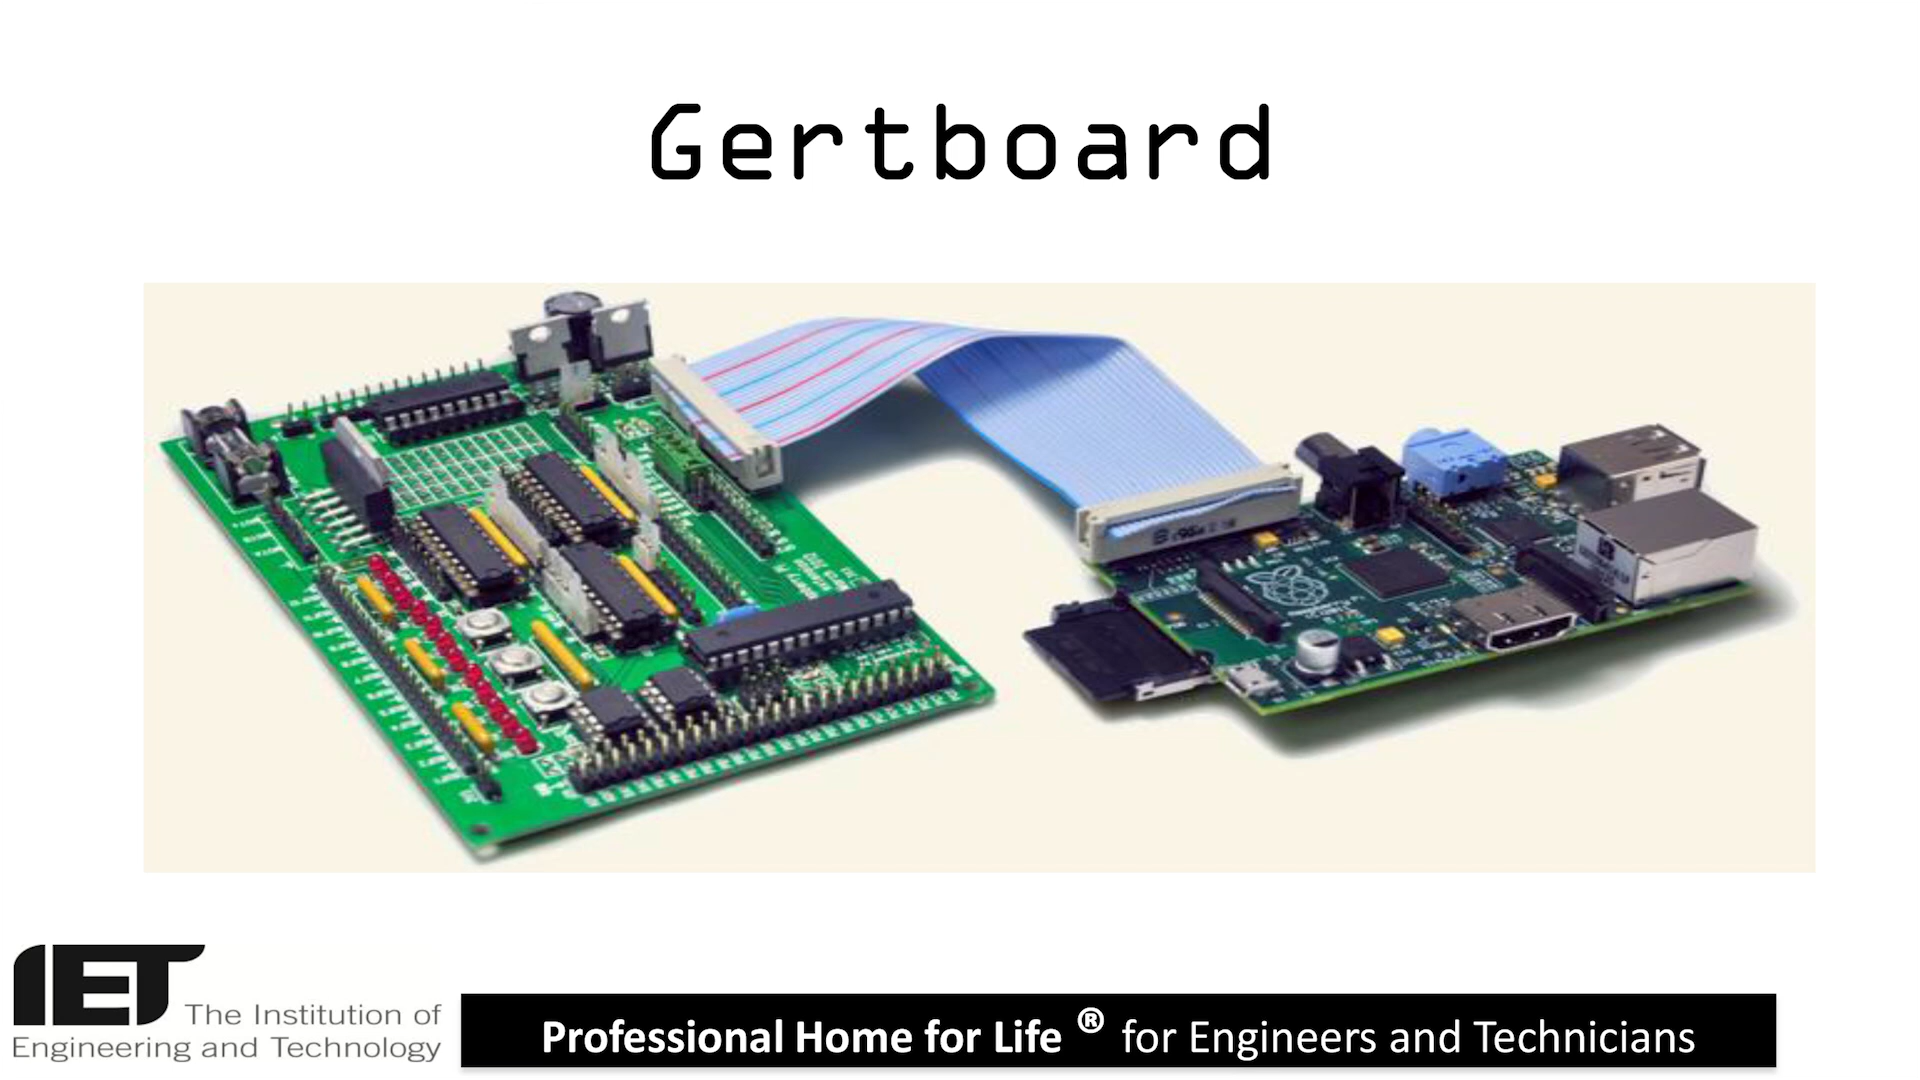 Gertboard
IET
The Institution of
Engineering and Technology
Professional Home for Life ® for Engineers and Technicians